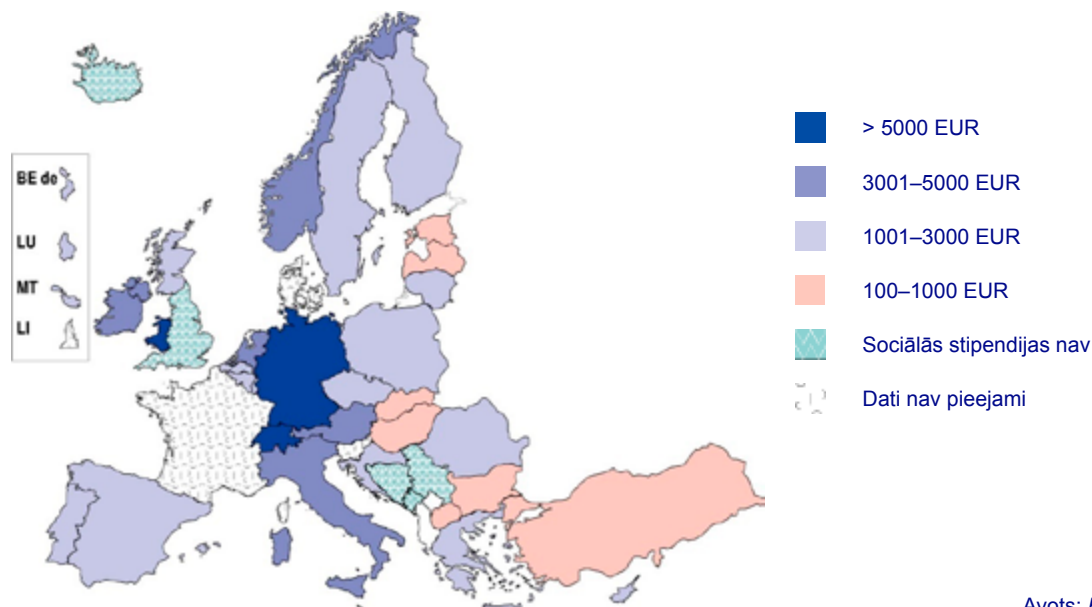 BE de
LU
MT
LI
> 5000 EUR
3001–5000 EUR
1001–3000 EUR
100–1000 EUR
Sociālās stipendijas nav
Dati nav pieejami
Avots: